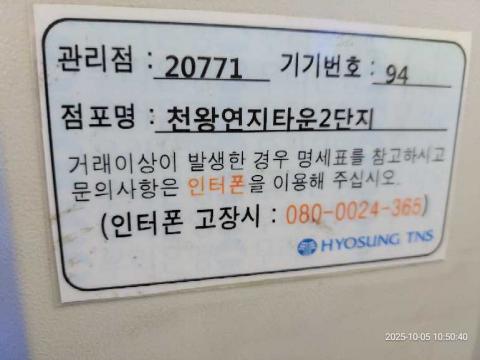 관리점 : 20771 기기번호 : 94
점포명 : 천왕연지타운2단지
거래이상이 발생한 경우 명세표를 참고하시고
문의사항은 인터폰을 이용해 주십시오.
(인터폰 고장시 : 080-0024-365)
HYOSUNG TNS
2025-10-05 10:50:40